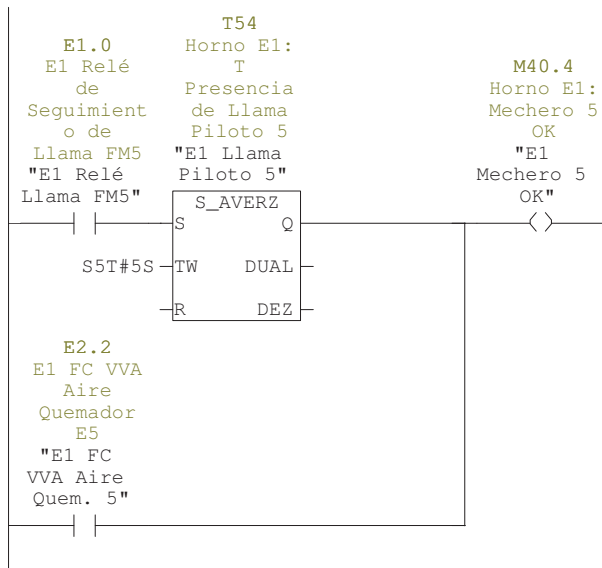 T54
E1.0
Horno E1:
E1 Relé
T
M40.4
de
Presencia
Horno E1:
Seguimient
de Llama
Mechero 5
o de
Piloto 5
OK
Llama FM5
"E1 Llama
"E1
"E1 Relé
Piloto 5"
Mechero 5
Llama FM5"
S_AVERZ
OK"
S
Q
S5T#5S
TW
DUAL
R
DEZ
E2.2
E1 FC VVA
Aire
Quemador
E5
"E1 FC
VVA Aire
Quem. 5"